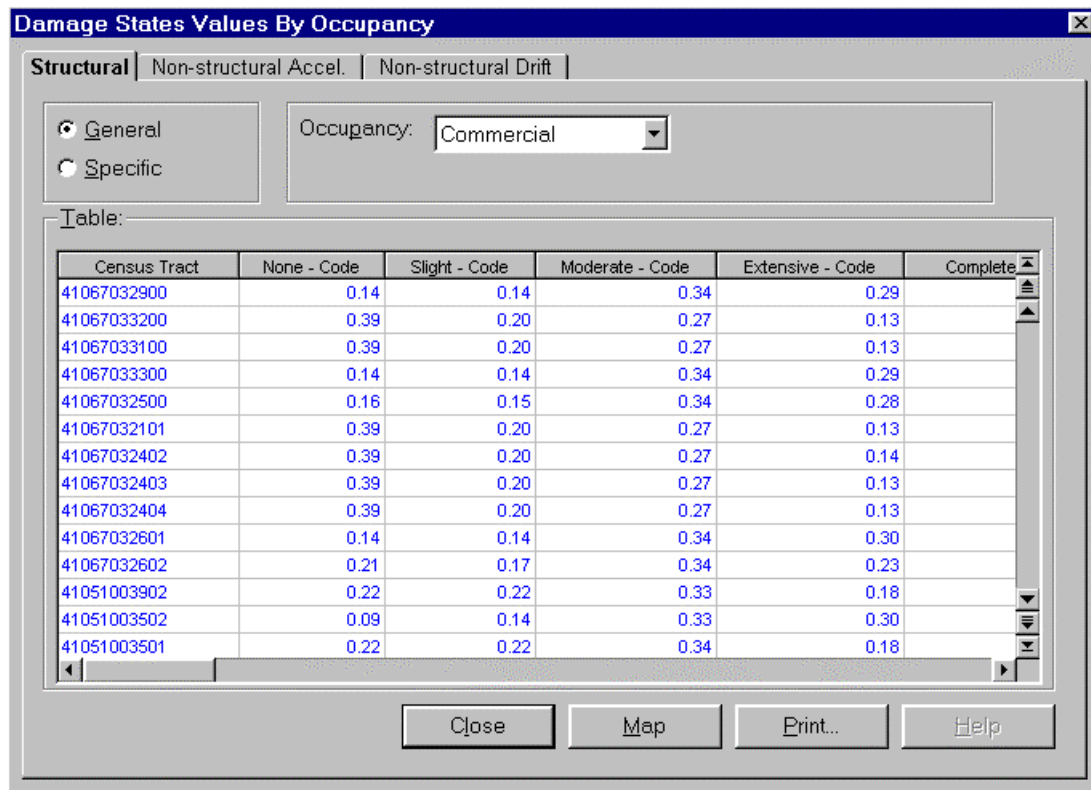 Damage States Values By Occupancy
Structural Non-structural Accel. Non-structural Drift
General
Specific
Occupancy: Commercial
Table:
Census Tract None - Code Slight - Code Moderate - Code Extensive - Code Complete
41067032900 0.14 0.14 0.34 0.29
41067033200 0.39 0.20 0.27 0.13
41067033100 0.39 0.20 0.27 0.13
41067033300 0.14 0.14 0.34 0.29
41067032500 0.16 0.15 0.34 0.28
41067032101 0.39 0.20 0.27 0.13
41067032402 0.39 0.20 0.27 0.14
41067032403 0.39 0.20 0.27 0.13
41067032404 0.39 0.20 0.27 0.13
41067032601 0.14 0.14 0.34 0.30
41067032602 0.21 0.17 0.34 0.23
41051003902 0.22 0.22 0.33 0.18
41051003502 0.09 0.14 0.33 0.30
41051003501 0.22 0.22 0.34 0.18
Close Map Print... Help